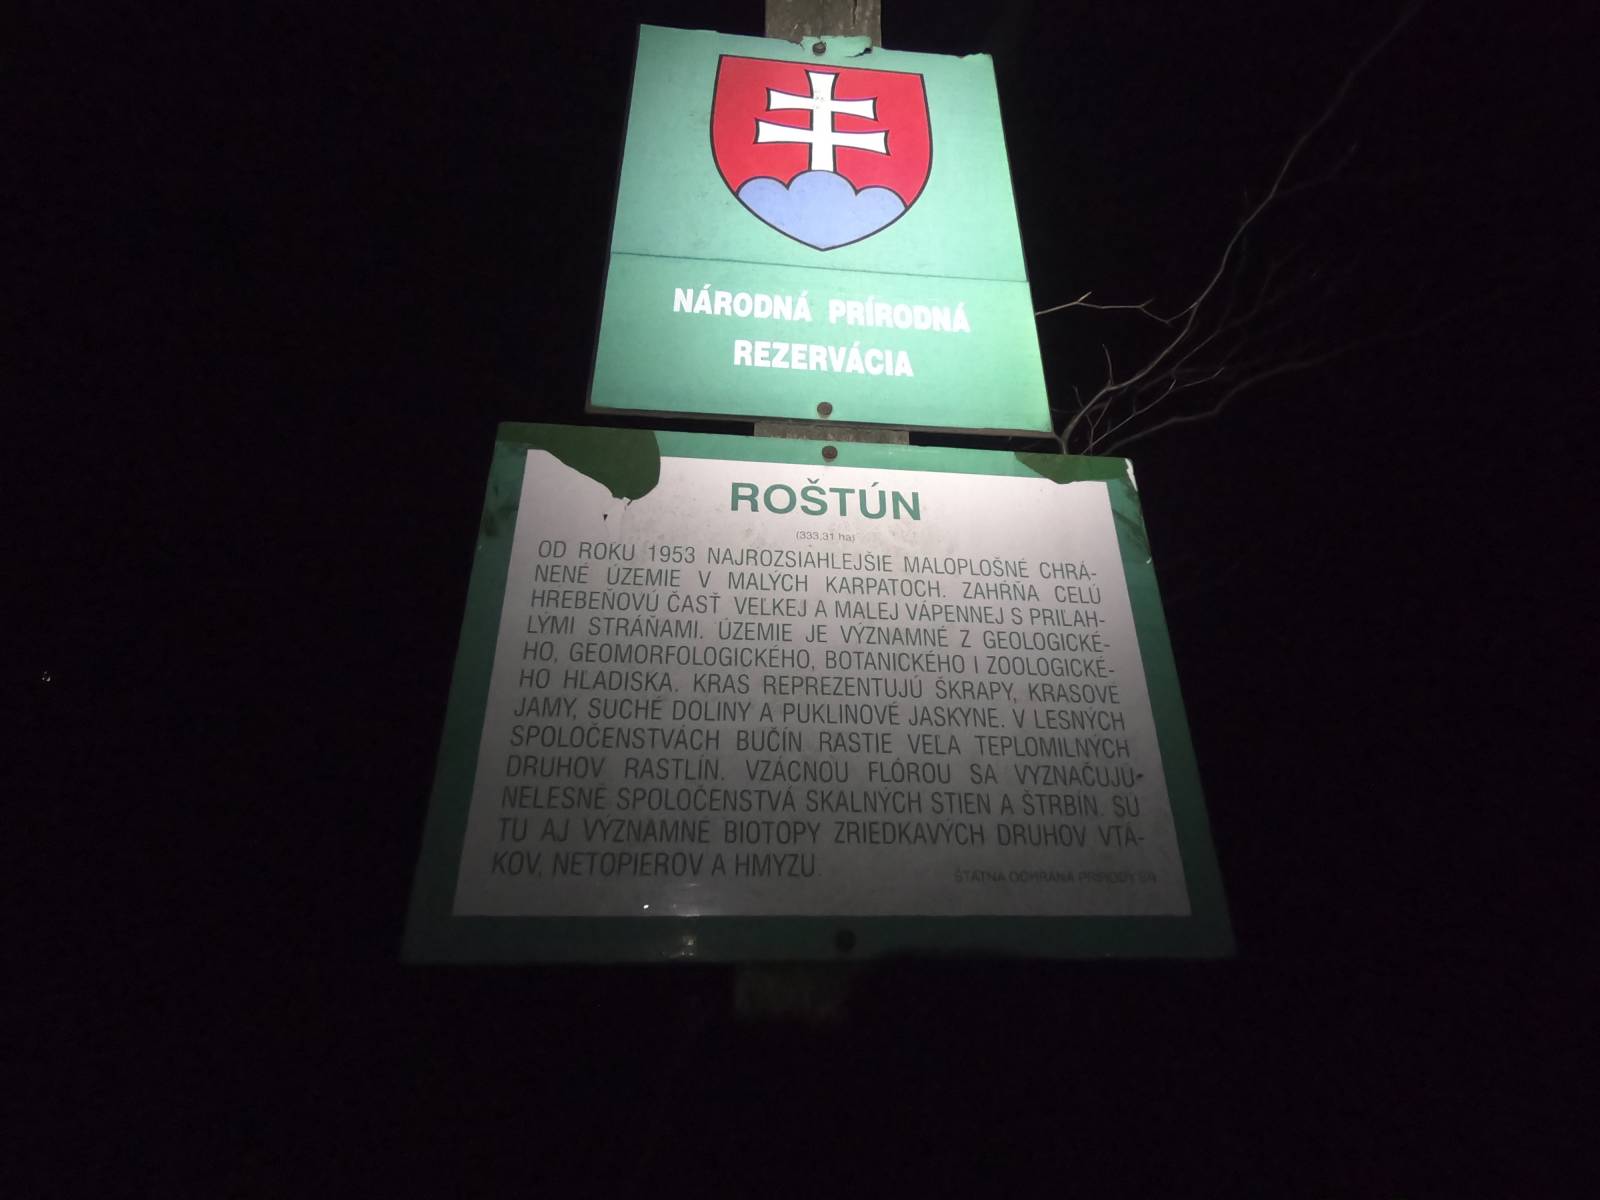 NÁRODNÁ PRÍRODNÁ
REZERVÁCIA
ROŠTÚN
(333,31 ha)
OD ROKU 1953 NAJROZSIAHLEJŠIE MALOPLOŠNÉ CHRÁ-
NENÉ ÚZEMIE V MALÝCH KARPATOCH. ZAHŔŇA CELÚ
HREBEŇOVÚ ČASŤ VEĽKEJ A MALEJ VÁPENNEJ S PRIĽAH-
LÝMI STRÁŇAMI. ÚZEMIE JE VÝZNAMNÉ Z GEOLOGICKÉ-
HO, GEOMORFOLOGICKÉHO, BOTANICKÉHO I ZOOLOGICKÉ-
HO HĽADISKA. KRAS REPREZENTUJÚ ŠKRAPY, KRASOVÉ
JAMY, SUCHÉ DOLINY A PUKLINOVÉ JASKYNE. V LESNÝCH
SPOLOČENSTVÁCH BUČÍN RASTIE VEĽA TEPLOMILNÝCH
DRUHOV RASTLÍN. VZÁCNOU FLÓROU SA VYZNAČUJÚ
NELESNÉ SPOLOČENSTVÁ SKALNÝCH STIEN A ŠTRBÍN. SÚ
TU AJ VÝZNAMNÉ BIOTOPY ZRIEDKAVÝCH DRUHOV VTÁ-
KOV, NETOPIEROV A HMYZU.
ŠTÁTNA OCHRANA PRÍRODY SR